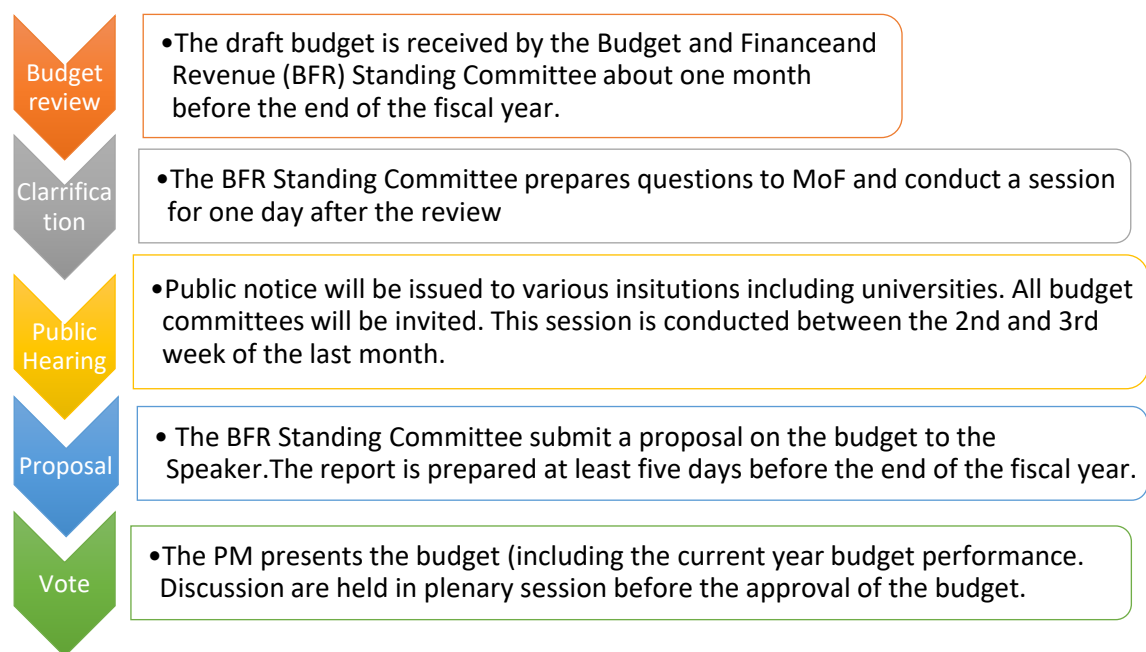 Budget
review
•The draft budget is received by the Budget and Financeand
Revenue (BFR) Standing Committee about one month
before the end of the fiscal year.
Clarrifica
tion
•The BFR Standing Committee prepares questions to MoF and conduct a session
for one day after the review
Public
Hearing
•Public notice will be issued to various insitutions including universities. All budget
committees will be invited. This session is conducted between the 2nd and 3rd
week of the last month.
Proposal
• The BFR Standing Committee submit a proposal on the budget to the
Speaker.The report is prepared at least five days before the end of the fiscal year.
Vote
•The PM presents the budget (including the current year budget performance.
Discussion are held in plenary session before the approval of the budget.